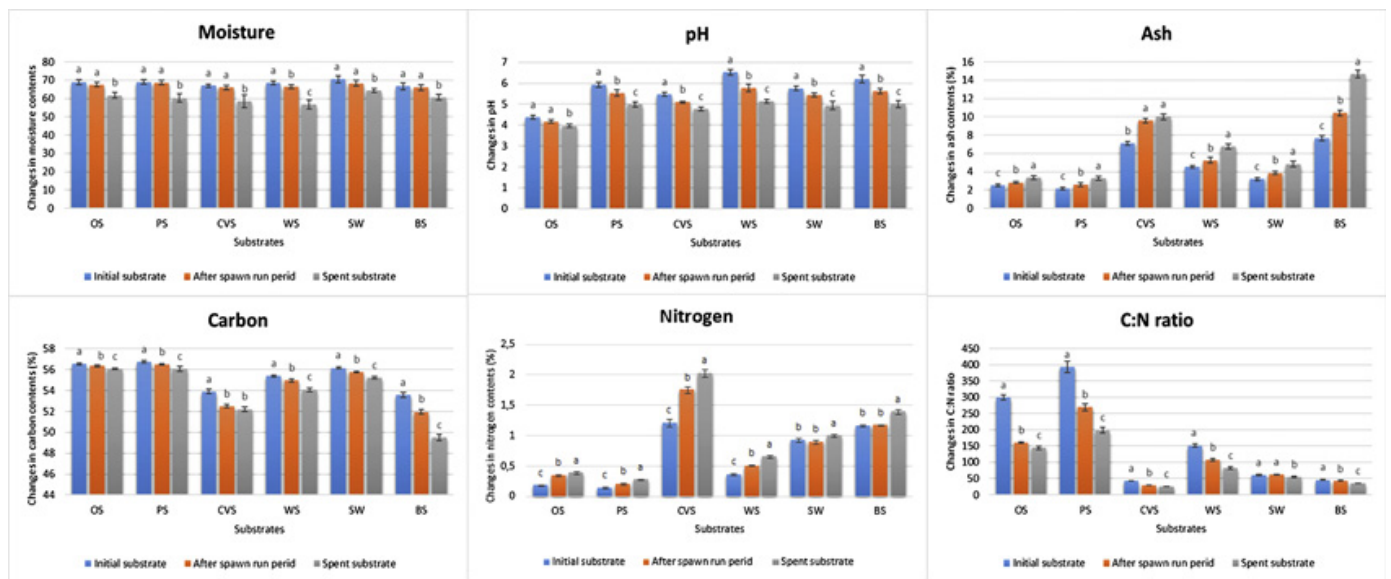 Moisture
Changes in moisture contents
80
70
60
50
40
30
20
10
0
a a b
a a b
a a b
a b c
a a b
a a b
OS PS CVS WS SW BS
Substrates
Initial substrate After spawn run perid Spent substrate
pH
Changes in pH
7
6
5
4
3
2
1
0
a a b
a b c
a b c
a b c
a b c
a b c
OS PS CVS WS SW BS
Substrates
Initial substrate After spawn run perid Spent substrate
Ash
Changes in ash contents (%)
16
14
12
10
8
6
4
2
0
c b a
c b a
b a a
c b a
c b a
c b a
OS PS CVS WS SW BS
Substrates
Initial substrate After spawn run perid Spent substrate
Carbon
Changes in carbon contents (%)
58
56
54
52
50
48
46
44
a b c
a b c
a b b
a b c
a b c
a b c
OS PS CVS WS SW BS
Substrates
Initial substrate After spawn run perid Spent substrate
Nitrogen
Changes in nitrogen contents (%)
2,5
2
1,5
1
0,5
0
c b a
c b a
c b a
c b a
b b a
b b a
OS PS CVS WS SW BS
Substrates
Initial substrate After spawn run perid Spent substrate
C:N ratio
Changes in C:N ratio
450
400
350
300
250
200
150
100
50
0
a b c
a b c
a b c
a b c
a a b
a b c
OS PS CVS WS SW BS
Substrates
Initial substrate After spawn run perid Spent substrate